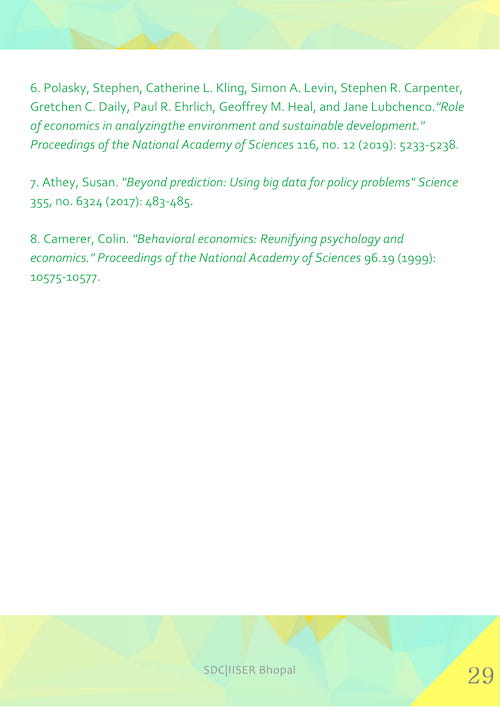 6. Polasky, Stephen, Catherine L. Kling, Simon A. Levin, Stephen R. Carpenter,
Gretchen C. Daily, Paul R. Ehrlich, Geoffrey M. Heal, and Jane Lubchenco."Role
of economics in analyzingthe environment and sustainable development."
Proceedings of the National Academy of Sciences 116, no. 12 (2019): 5233-5238.
7. Athey, Susan. "Beyond prediction: Using big data for policy problems" Science
355, no. 6324 (2017): 483-485.
8. Camerer, Colin. "Behavioral economics: Reunifying psychology and
economics." Proceedings of the National Academy of Sciences 96.19 (1999):
10575-10577.
SDC|IISER Bhopal
29